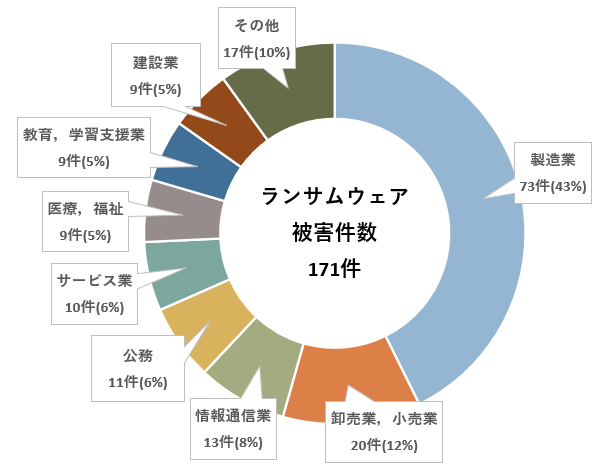 ランサムウェア
被害件数
171件
製造業
73件(43%)
卸売業，小売業
20件(12%)
情報通信業
13件(8%)
公務
11件(6%)
サービス業
10件(6%)
医療，福祉
9件(5%)
教育，学習支援業
9件(5%)
建設業
9件(5%)
その他
17件(10%)